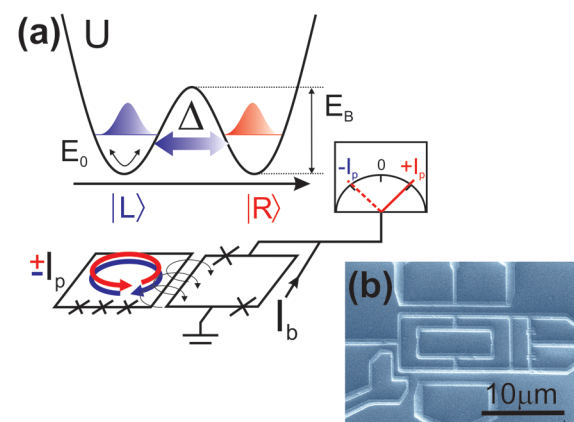 (a) U
Δ
E_B
E_0
|L⟩ |R⟩
-I_p 0 +I_p
±I_p
I_b
(b)
10μm